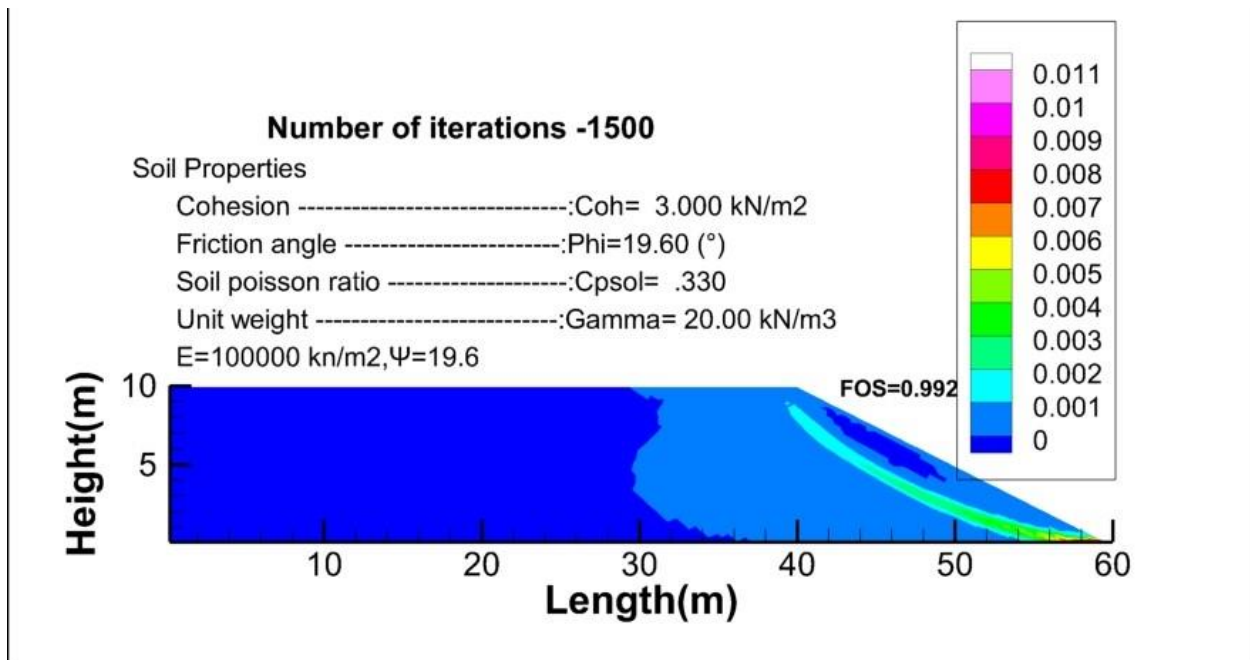 Number of iterations -1500
Soil Properties
Cohesion -----------------------------:Coh= 3.000 kN/m2
Friction angle -----------------------:Phi=19.60 (°)
Soil poisson ratio -------------------:Cpsol= .330
Unit weight --------------------------:Gamma= 20.00 kN/m3
E=100000 kn/m2,Ψ=19.6
FOS=0.992
0.011
0.01
0.009
0.008
0.007
0.006
0.005
0.004
0.003
0.002
0.001
0
Height(m)
10
5
10 20 30 40 50 60
Length(m)